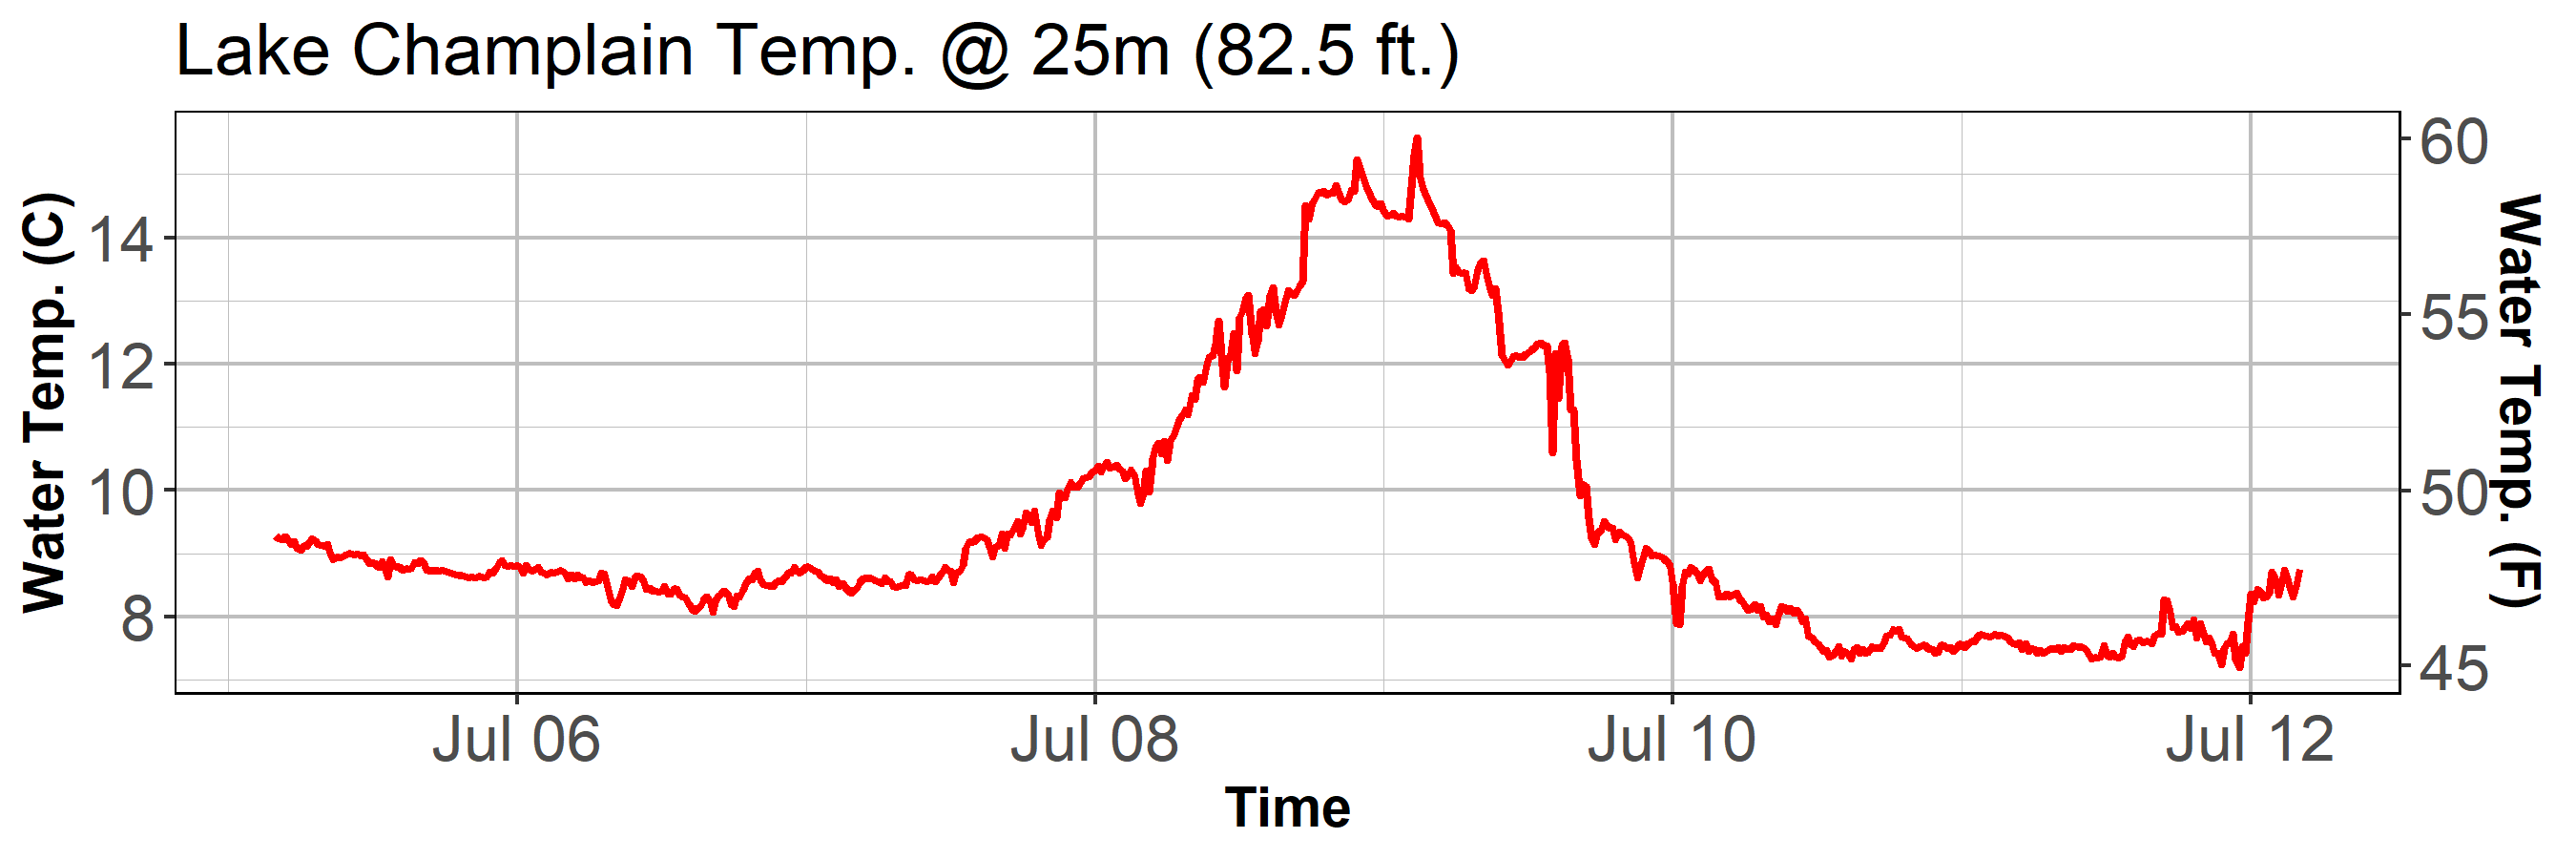 Lake Champlain Temp. @ 25m (82.5 ft.)
Water Temp. (C)
14
12
10
8
60
55
50
45
Water Temp. (F)
Jul 06 Jul 08 Jul 10 Jul 12
Time